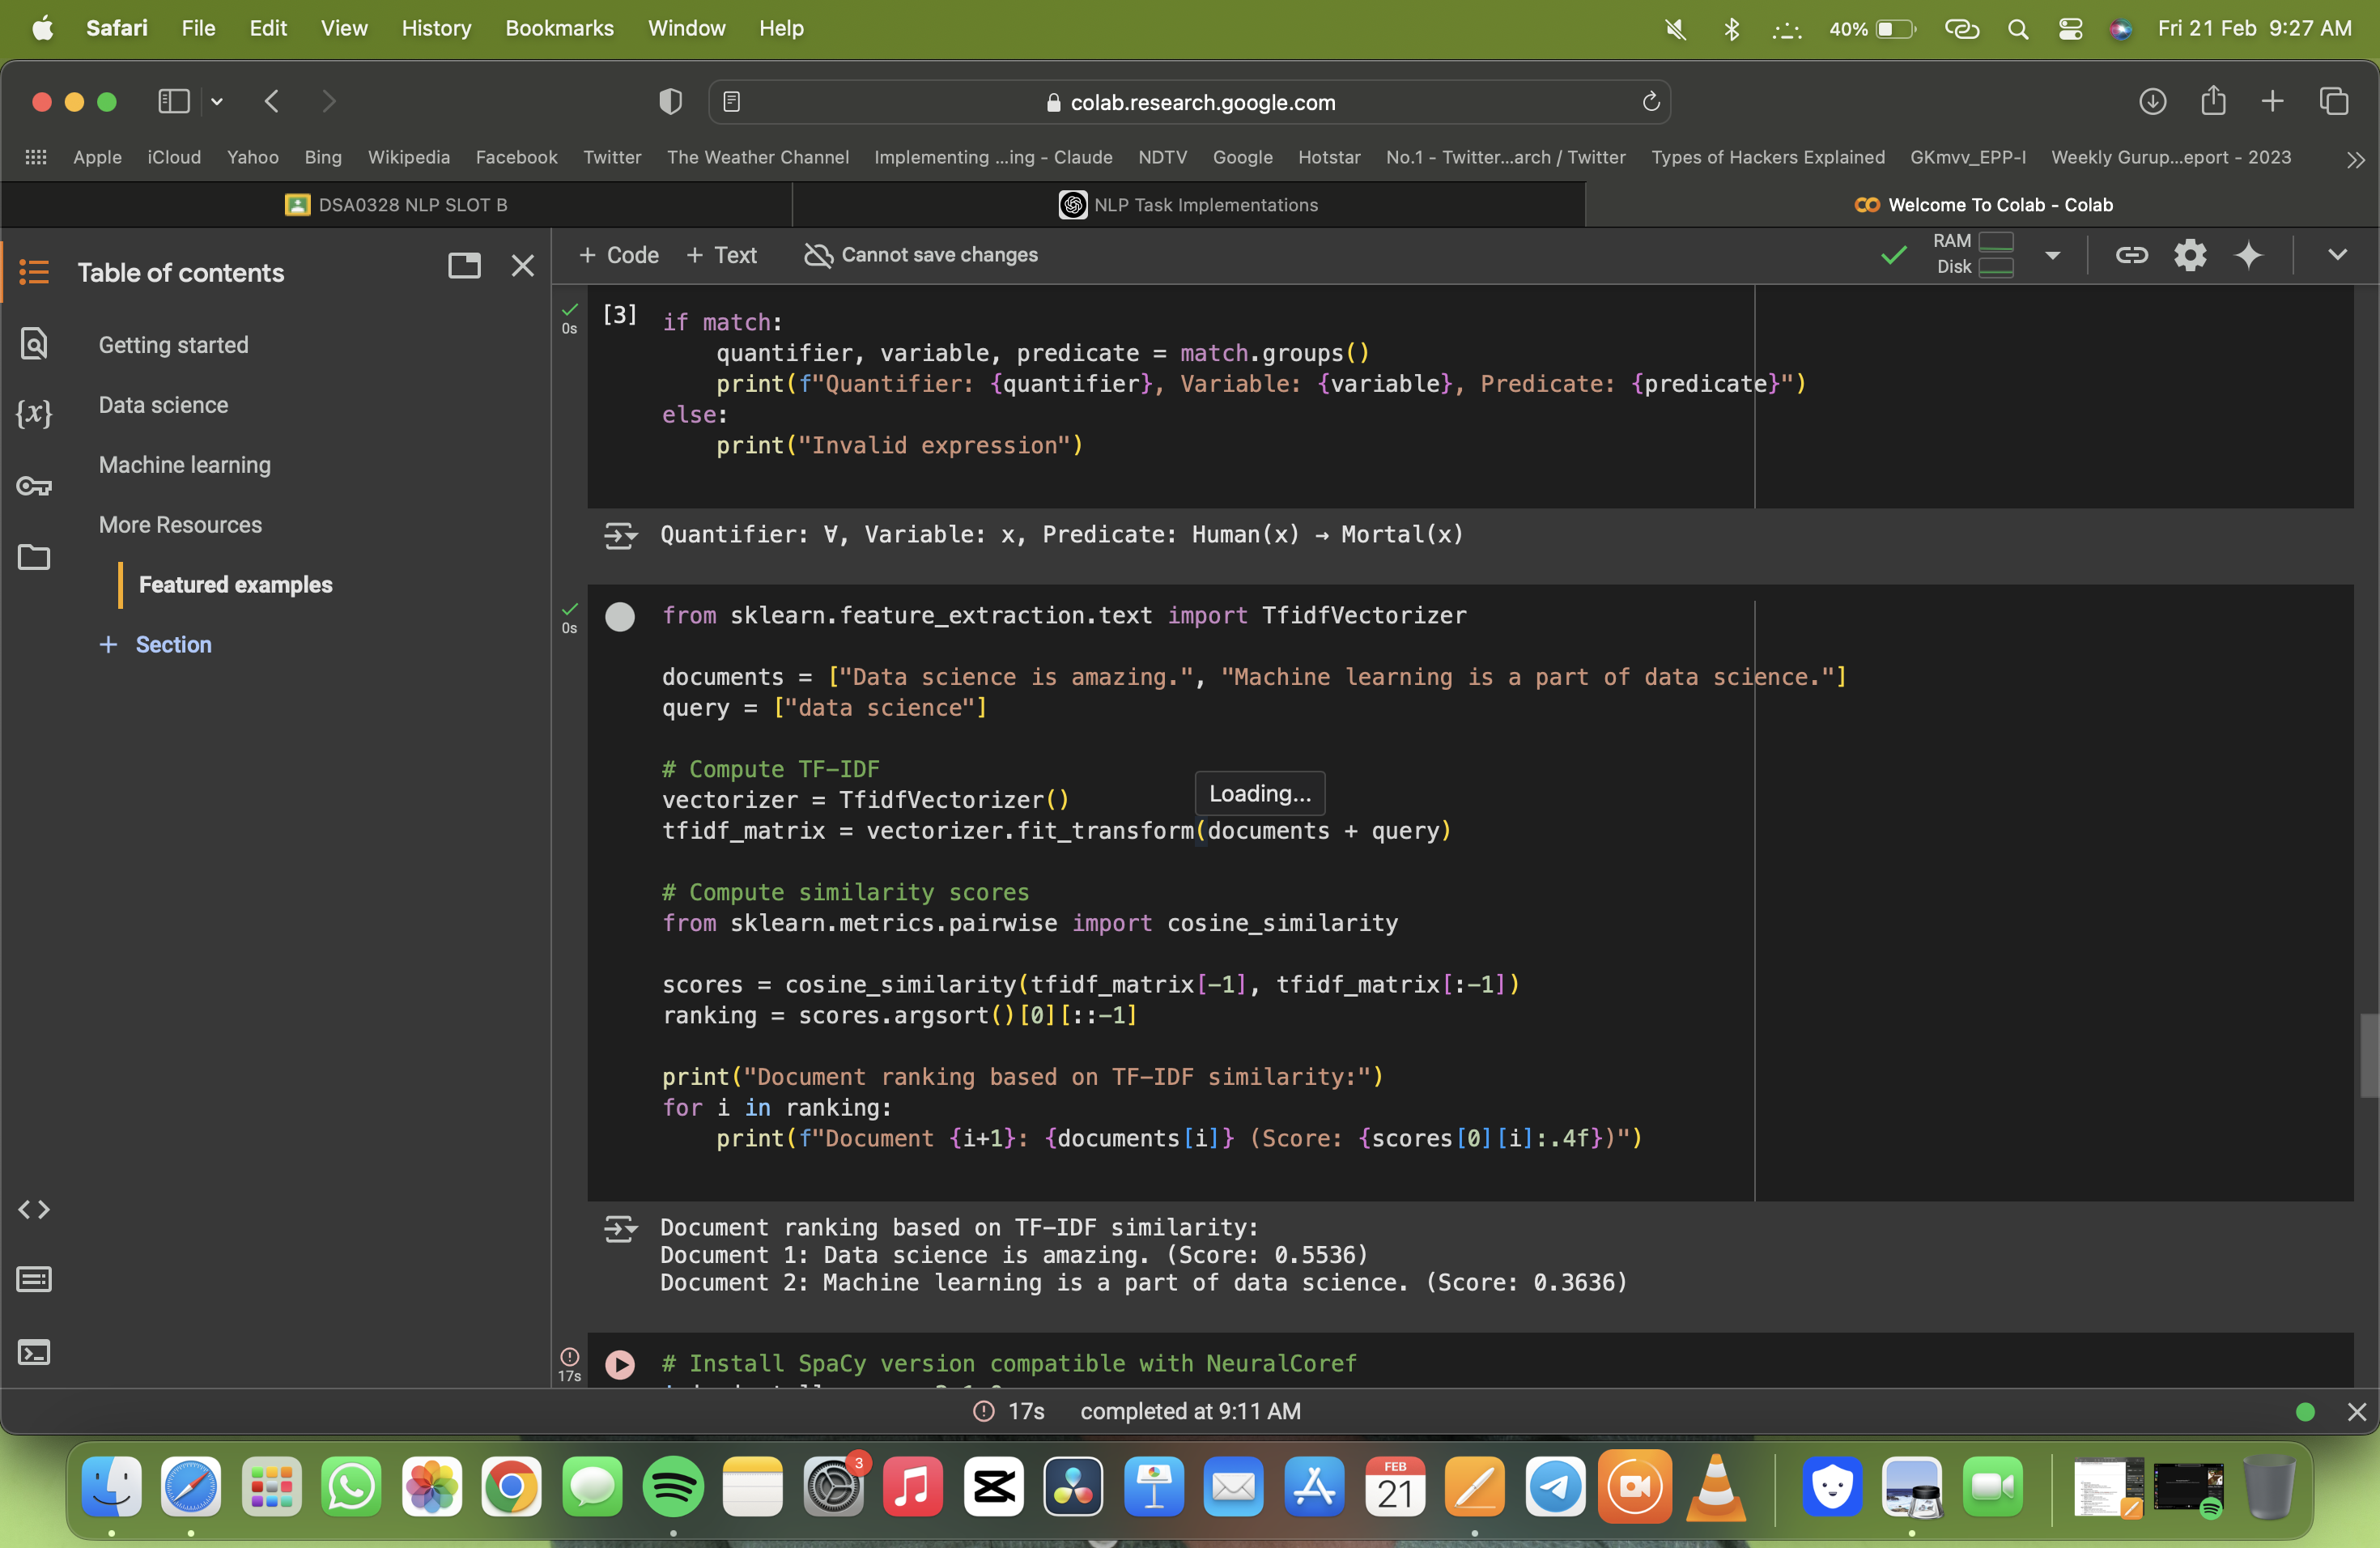 Safari File Edit View History Bookmarks Window Help 40% Fri 21 Feb 9:27 AM
colab.research.google.com
Apple iCloud Yahoo Bing Wikipedia Facebook Twitter The Weather Channel Implementing ...ing - Claude NDTV Google Hotstar No.1 - Twitter...arch / Twitter Types of Hackers Explained GKmvv_EPP-I Weekly Gurup...eport - 2023
DSA0328 NLP SLOT B NLP Task Implementations Welcome To Colab - Colab
+ Code + Text Cannot save changes RAM
Disk
Table of contents
Getting started
Data science
Machine learning
More Resources
Featured examples
+ Section
0s [3] if match:
quantifier, variable, predicate = match.groups()
print(f"Quantifier: {quantifier}, Variable: {variable}, Predicate: {predicate}")
else:
print("Invalid expression")
Quantifier: ∀, Variable: x, Predicate: Human(x) → Mortal(x)
0s from sklearn.feature_extraction.text import TfidfVectorizer
documents = ["Data science is amazing.", "Machine learning is a part of data science."]
query = ["data science"]
# Compute TF-IDF
vectorizer = TfidfVectorizer()
Loading...
tfidf_matrix = vectorizer.fit_transform(documents + query)
# Compute similarity scores
from sklearn.metrics.pairwise import cosine_similarity
scores = cosine_similarity(tfidf_matrix[-1], tfidf_matrix[:-1])
ranking = scores.argsort()[0][::-1]
print("Document ranking based on TF-IDF similarity:")
for i in ranking:
print(f"Document {i+1}: {documents[i]} (Score: {scores[0][i]:.4f})")
Document ranking based on TF-IDF similarity:
Document 1: Data science is amazing. (Score: 0.5536)
Document 2: Machine learning is a part of data science. (Score: 0.3636)
17s # Install SpaCy version compatible with NeuralCoref
17s completed at 9:11 AM
3
FEB
21